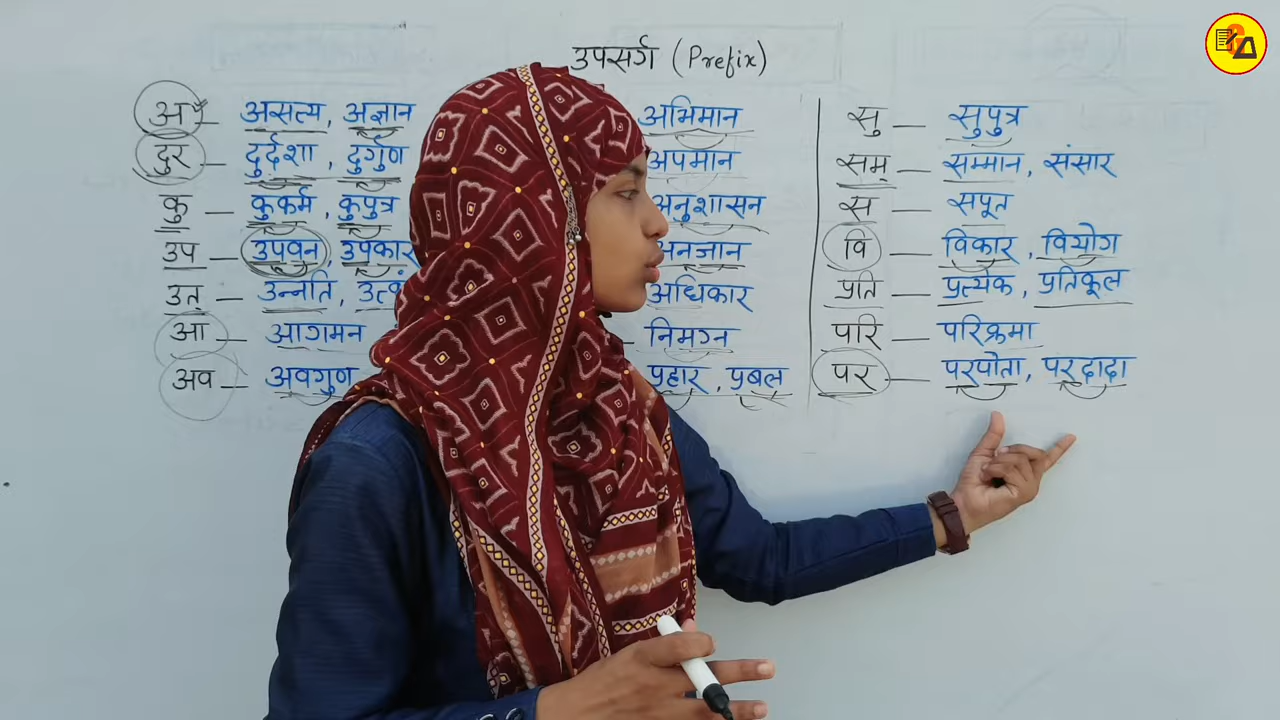 उपसर्ग (Prefix)
अ — असत्य, अज्ञान
दुर — दुर्दशा, दुर्गुण
कु — कुकर्म, कुपुत्र
उप — उपवन, उपकार
उत् — उन्नति,
आ — आगमन
अव — अवगुण
अभिमान
अपमान
अनुशासन
अनजान
अधिकार
— निमग्न
प्रहार, प्रबल
सु — सुपुत्र
सम — सम्मान, संसार
स — सपूत
वि — विकार, वियोग
प्रति — प्रत्येक, प्रतिकूल
परि — परिक्रमा
पर — परपोता, परदादा